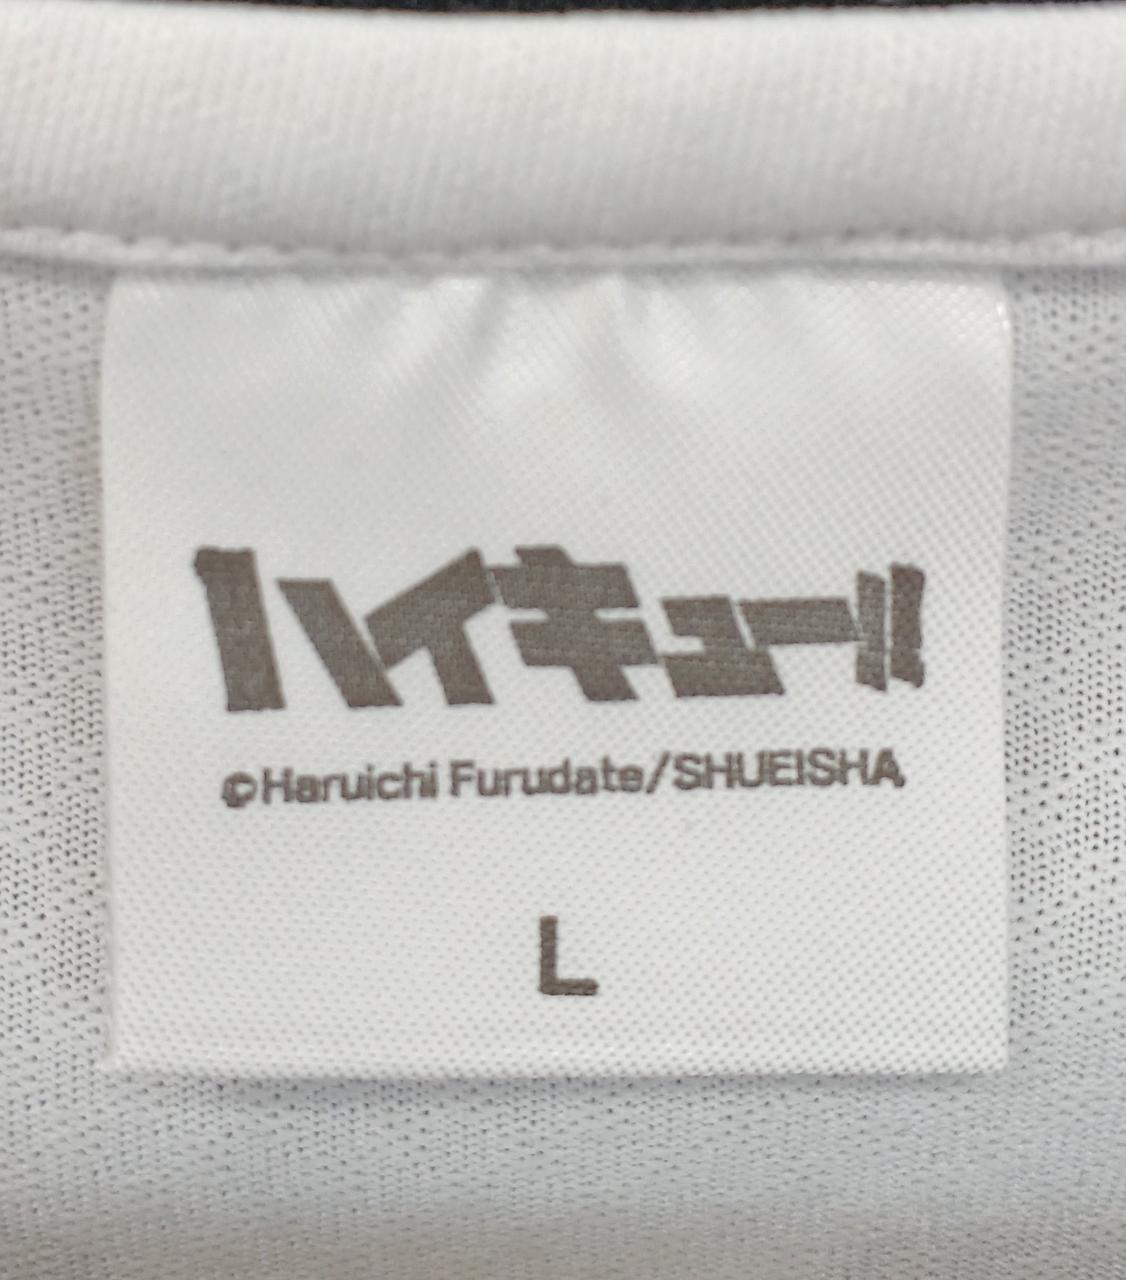 ハイキュー!!
©Haruichi Furudate/SHUEISHA
L